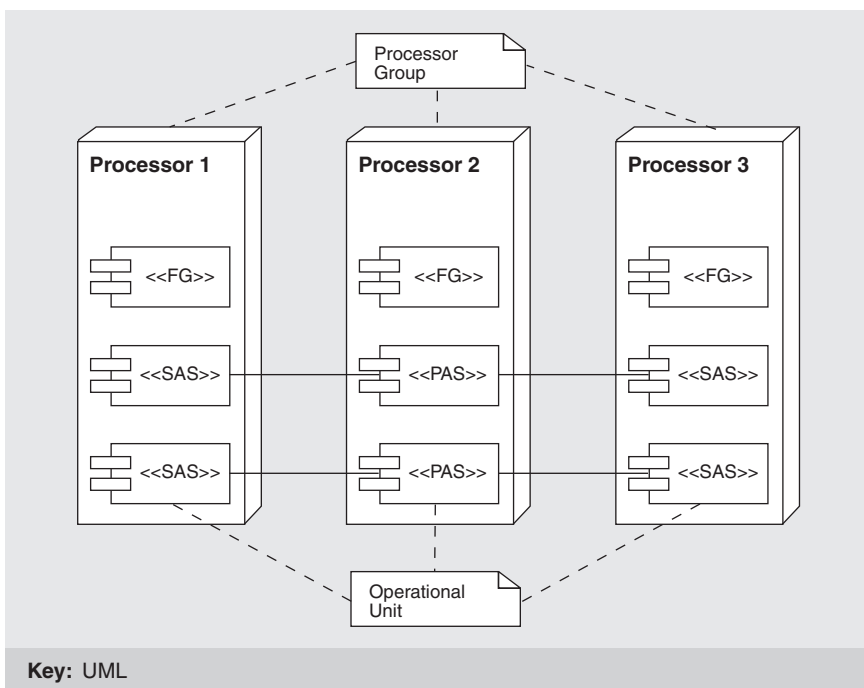 Processor
Group
Processor 1
Processor 2
Processor 3
<<FG>>
<<FG>>
<<FG>>
<<SAS>>
<<PAS>>
<<SAS>>
<<SAS>>
<<PAS>>
<<SAS>>
Operational
Unit
Key: UML